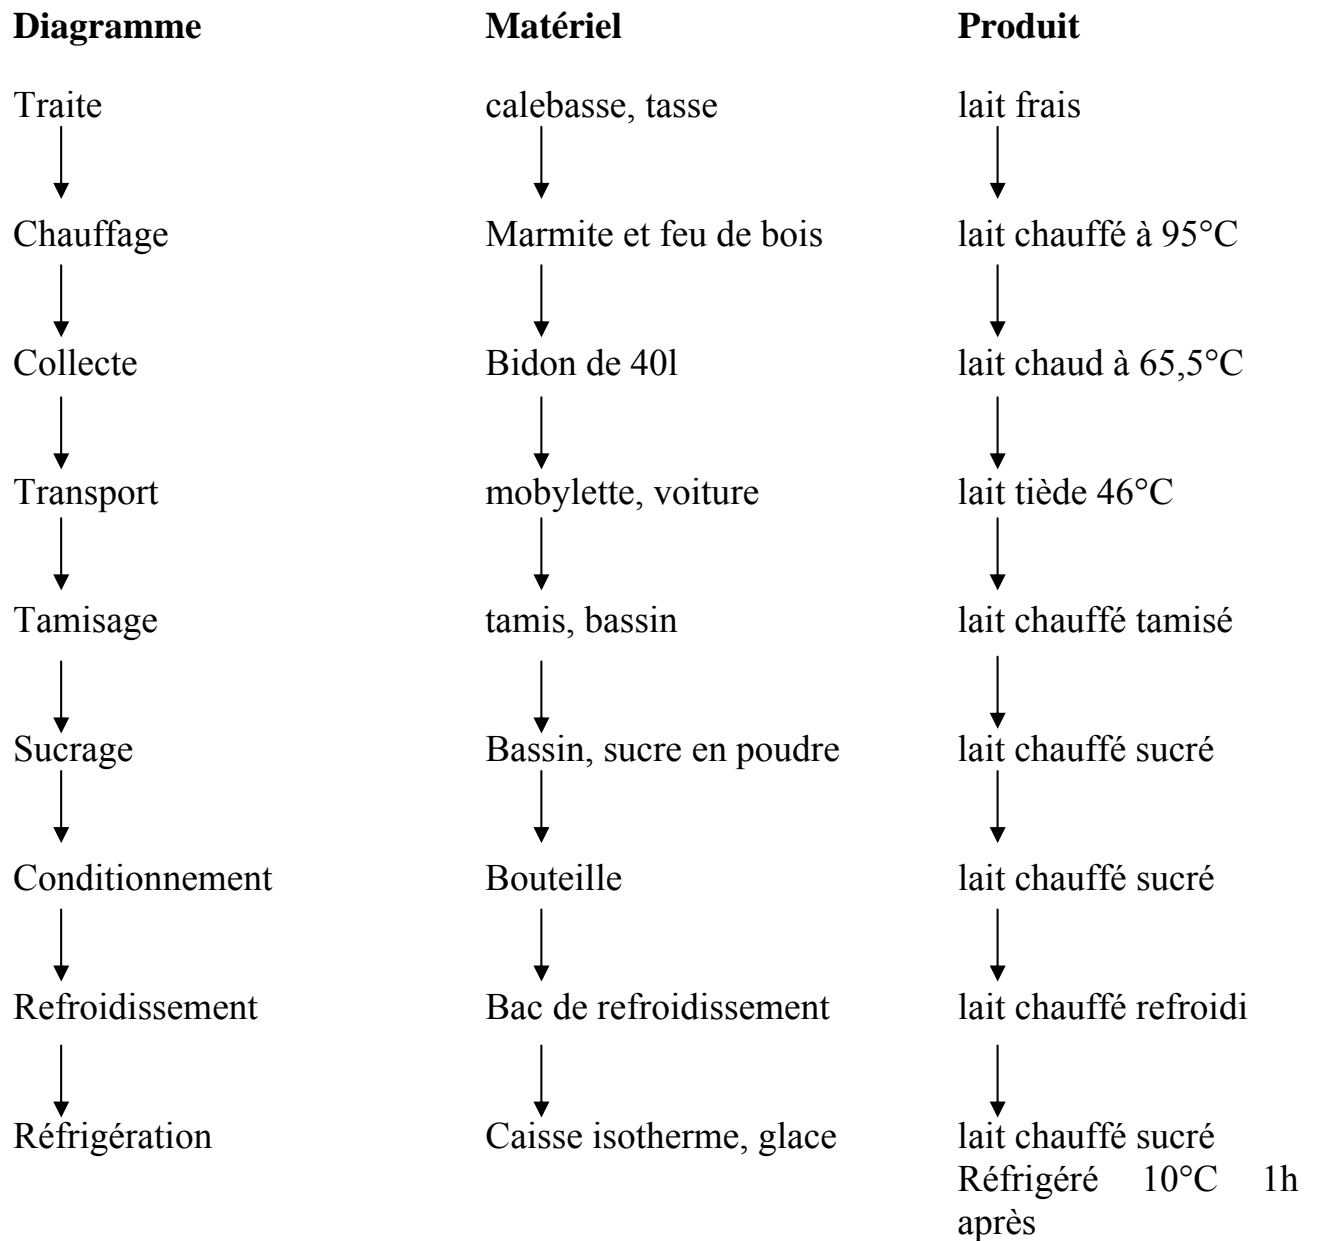 Diagramme Matériel Produit
Traite calebasse, tasse lait frais
Chauffage Marmite et feu de bois lait chauffé à 95°C
Collecte Bidon de 40l lait chaud à 65,5°C
Transport mobylette, voiture lait tiède 46°C
Tamisage tamis, bassin lait chauffé tamisé
Sucrage Bassin, sucre en poudre lait chauffé sucré
Conditionnement Bouteille lait chauffé sucré
Refroidissement Bac de refroidissement lait chauffé refroidi
Réfrigération Caisse isotherme, glace lait chauffé sucré
Réfrigéré 10°C 1h
après